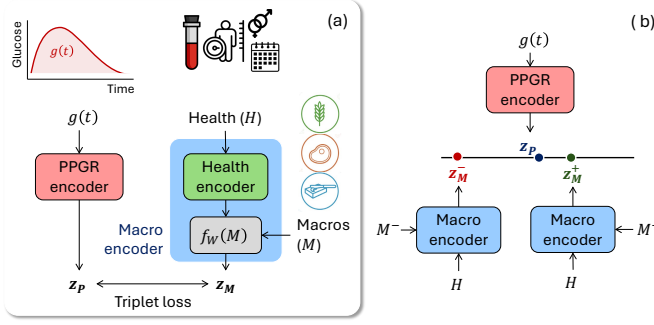 (a)
Glucose
g(t)
Time
g(t)
PPGR
encoder
Health (H)
Health
encoder
Macro
encoder
f_W(M)
Macros
(M)
z_P
Triplet loss
z_M
(b)
g(t)
PPGR
encoder
z_P
z_M^-
z_M^+
M^-
Macro
encoder
Macro
encoder
H
H